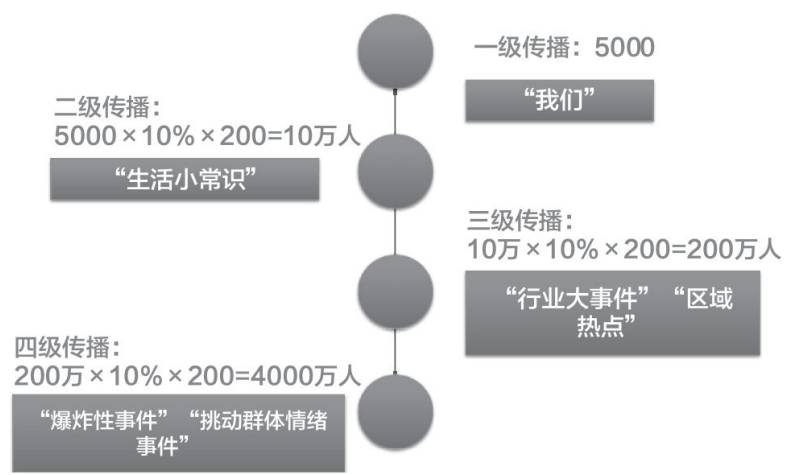 一级传播：5000
“我们”
二级传播：
5000×10%×200=10万人
“生活小常识”
三级传播：
10万×10%×200=200万人
“行业大事件” “区域
热点”
四级传播：
200万×10%×200=4000万人
“爆炸性事件” “挑动群体情绪
事件”